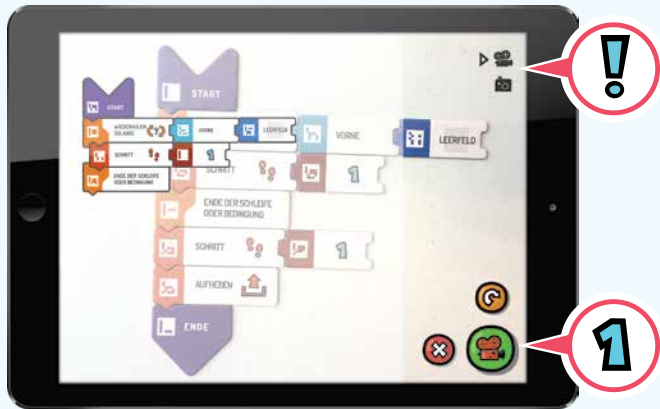 !
START
WIEDERHOLEN
SOLANGE
(?)
VORNE
LEERFELD
SCHRITT
1
ENDE DER SCHLEIFE
ODER BEDINGUNG
START
VORNE
LEERFELD
SCHRITT
1
ENDE DER SCHLEIFE
ODER BEDINGUNG
SCHRITT
1
AUFHEBEN
ENDE
1